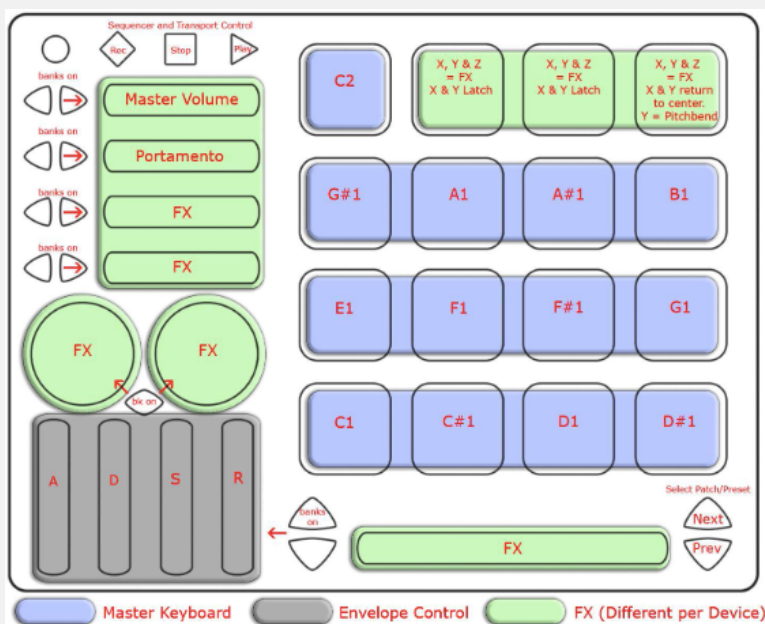 Sequencer and Transport Control
Rec
Stop
Play
banks on
Master Volume
banks on
Portamento
banks on
FX
banks on
FX
FX
FX
bk on
A
D
S
R
C2
X, Y & Z
= FX
X & Y Latch
X, Y & Z
= FX
X & Y Latch
X, Y & Z
= FX
X & Y return
to center.
Y = Pitchbend
G#1
A1
A#1
B1
E1
F1
F#1
G1
C1
C#1
D1
D#1
banks
on
FX
Select Patch/Preset
Next
Prev
Master Keyboard
Envelope Control
FX (Different per Device)